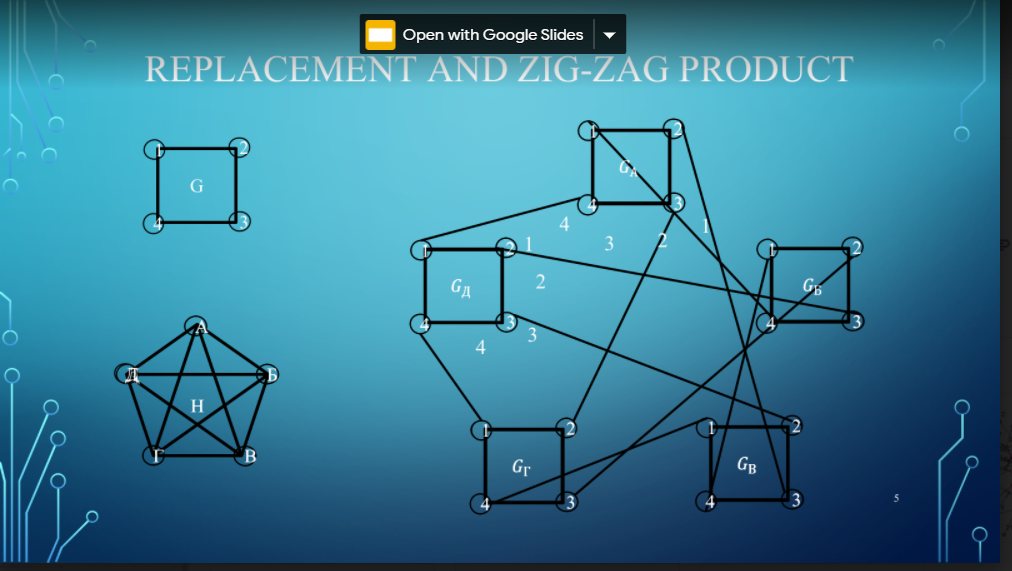 Open with Google Slides
REPLACEMENT AND ZIG-ZAG PRODUCT
1 2
G
4 3
А
Д Б
H
Г В
1 2
G_А
4 3
4 3 2 1
1 2 1
G_Д 2
4 3 3
4
1 2
G_Б
4 3
1 2
G_Г
4 3
1 2
G_В
4 3
5